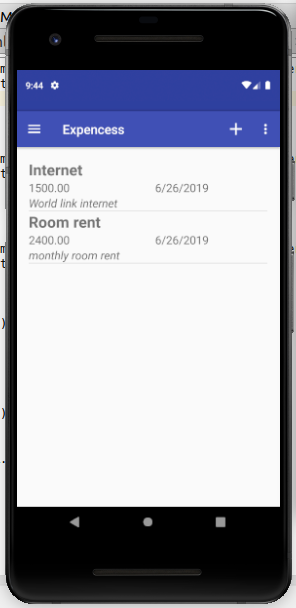 9:44
Expencess
Internet
1500.00 6/26/2019
World link internet
Room rent
2400.00 6/26/2019
monthly room rent